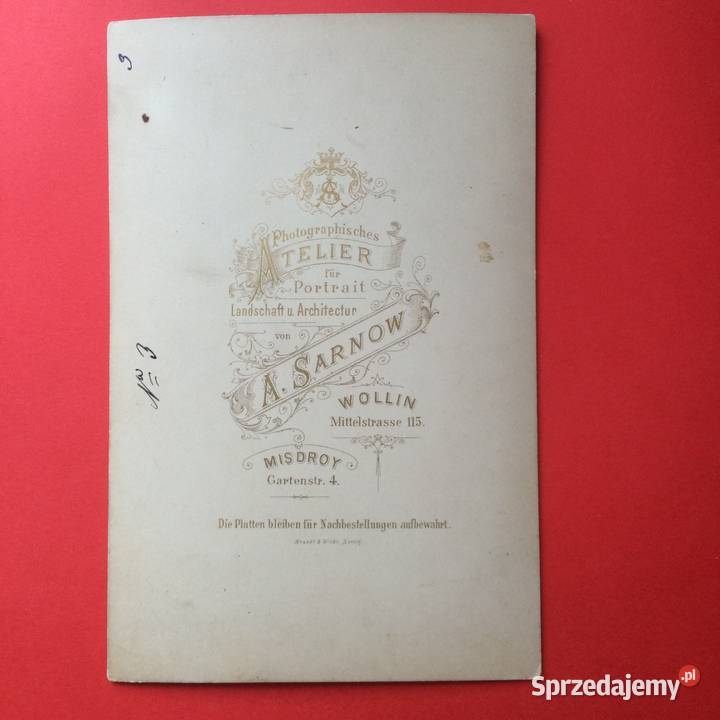 3
AS
Photographisches
ATELIER
für
Portrait
Landschaft u. Architectur
von
A. SARNOW
WOLLIN
Mittelstrasse 115.
MISDROY
Gartenstr. 4.
Die Platten bleiben für Nachbestellungen aufbewahrt.
No 3
Sprzedajemy.pl